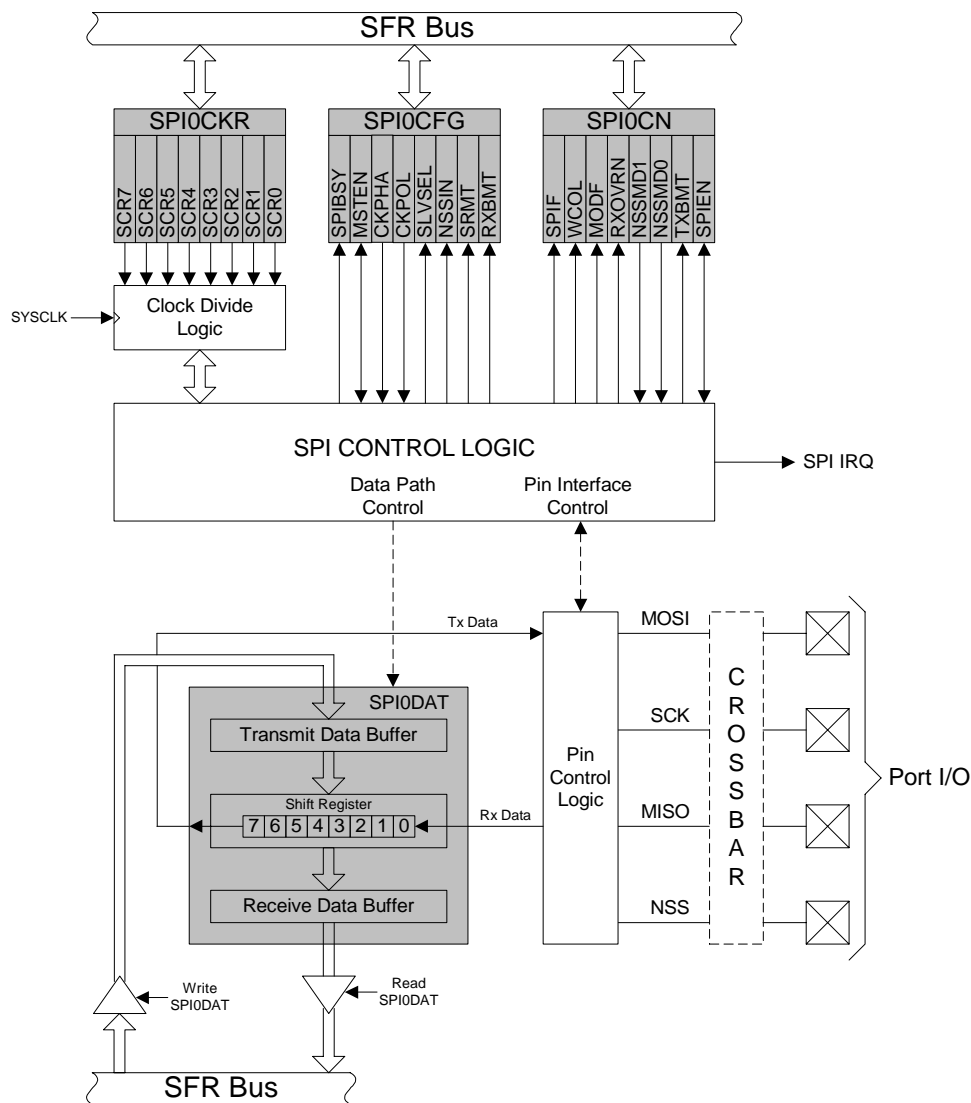 SFR Bus
SPI0CKR
SCR7
SCR6
SCR5
SCR4
SCR3
SCR2
SCR1
SCR0
SPI0CFG
SPIBSY
MSTEN
CKPHA
CKPOL
SLVSEL
NSSIN
SRMT
RXBMT
SPI0CN
SPIF
WCOL
MODF
RXOVRN
NSSMD1
NSSMD0
TXBMT
SPIEN
SYSCLK
Clock Divide
Logic
SPI CONTROL LOGIC
Data Path
Control
Pin Interface
Control
SPI IRQ
Tx Data
SPI0DAT
Transmit Data Buffer
Shift Register
7 6 5 4 3 2 1 0
Receive Data Buffer
Rx Data
Pin
Control
Logic
MOSI
SCK
MISO
NSS
CROSSBAR
Port I/O
Write
SPI0DAT
Read
SPI0DAT
SFR Bus